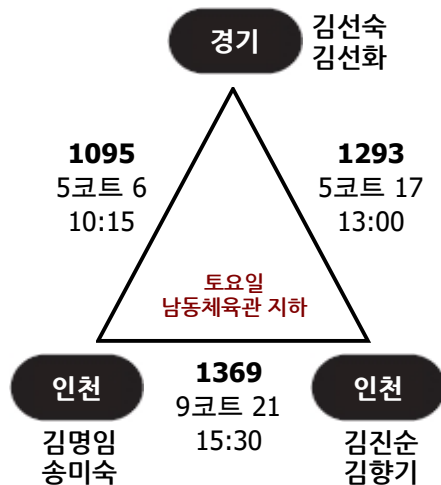 경기
김선숙
김선화
1095
5코트 6
10:15
1293
5코트 17
13:00
토요일
남동체육관 지하
인천
김명임
송미숙
1369
9코트 21
15:30
인천
김진순
김향기